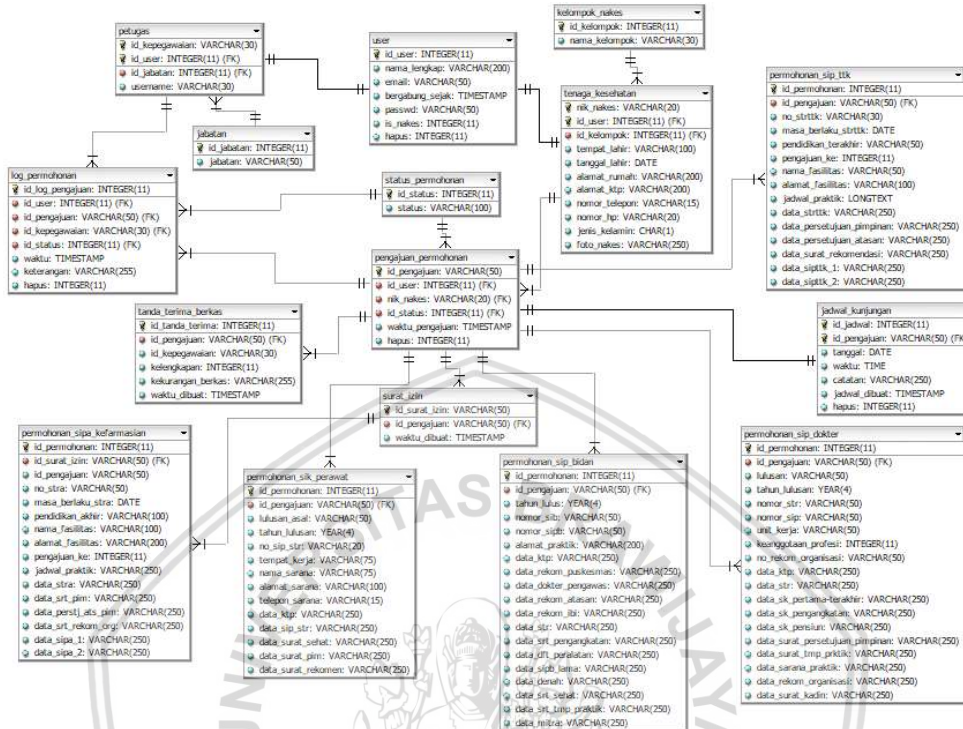 petugas
id_kepegawaian: VARCHAR(30)
id_user: INTEGER(11) (FK)
id_jabatan: INTEGER(11) (FK)
username: VARCHAR(30)
user
id_user: INTEGER(11)
nama_lengkap: VARCHAR(200)
email: VARCHAR(50)
bergabung_sejak: TIMESTAMP
passwd: VARCHAR(50)
is_nakes: INTEGER(11)
hapus: INTEGER(11)
kelompok_nakes
id_kelompok: INTEGER(11)
nama_kelompok: VARCHAR(30)
tenaga_kesehatan
nik_nakes: VARCHAR(20)
id_user: INTEGER(11) (FK)
id_kelompok: INTEGER(11) (FK)
tempat_lahir: VARCHAR(100)
tanggal_lahir: DATE
alamat_rumah: VARCHAR(200)
alamat_ktp: VARCHAR(200)
nomor_telepon: VARCHAR(15)
nomor_hp: VARCHAR(20)
jenis_kelamin: CHAR(1)
foto_nakes: VARCHAR(250)
permohonan_sip_ttk
id_permohonan: INTEGER(11)
id_pengajuan: VARCHAR(50) (FK)
no_strttk: VARCHAR(30)
masa_berlaku_strttk: DATE
pendidikan_terakhir: VARCHAR(50)
pengajuan_ke: INTEGER(11)
nama_fasilitas: VARCHAR(50)
alamat_fasilitas: VARCHAR(100)
jadwal_praktik: LONGTEXT
data_strttk: VARCHAR(250)
data_persetujuan_pimpinan: VARCHAR(250)
data_persetujuan_atasan: VARCHAR(250)
data_surat_rekomendasi: VARCHAR(250)
data_sipttk_1: VARCHAR(250)
data_sipttk_2: VARCHAR(250)
jabatan
id_jabatan: INTEGER(11)
jabatan: VARCHAR(50)
log_permohonan
id_log_pengajuan: INTEGER(11)
id_user: INTEGER(11) (FK)
id_pengajuan: VARCHAR(50) (FK)
id_kepegawaian: VARCHAR(30) (FK)
id_status: INTEGER(11) (FK)
waktu: TIMESTAMP
keterangan: VARCHAR(255)
hapus: INTEGER(11)
status_permohonan
id_status: INTEGER(11)
status: VARCHAR(100)
pengajuan_permohonan
id_pengajuan: VARCHAR(50)
id_user: INTEGER(11) (FK)
nik_nakes: VARCHAR(20) (FK)
id_status: INTEGER(11) (FK)
waktu_pengajuan: TIMESTAMP
hapus: INTEGER(11)
tanda_terima_berkas
id_tanda_terima: INTEGER(11)
id_pengajuan: VARCHAR(50) (FK)
id_kepegawaian: VARCHAR(30)
kelengkapan: INTEGER(11)
kekurangan_berkas: VARCHAR(255)
waktu_dibuat: TIMESTAMP
jadwal_kunjungan
id_jadwal: INTEGER(11)
id_pengajuan: VARCHAR(50) (FK)
tanggal: DATE
waktu: TIME
catatan: VARCHAR(250)
jadwal_dibuat: TIMESTAMP
hapus: INTEGER(11)
surat_izin
id_surat_izin: VARCHAR(50)
id_pengajuan: VARCHAR(50) (FK)
waktu_dibuat: TIMESTAMP
permohonan_sipa_kefarmasian
id_permohonan: INTEGER(11)
id_surat_izin: VARCHAR(50) (FK)
id_pengajuan: VARCHAR(50)
no_stra: VARCHAR(50)
masa_berlaku_stra: DATE
pendidikan_akhir: VARCHAR(100)
nama_fasilitas: VARCHAR(100)
alamat_fasilitas: VARCHAR(200)
pengajuan_ke: INTEGER(11)
jadwal_praktik: VARCHAR(250)
data_stra: VARCHAR(250)
data_srt_pim: VARCHAR(250)
data_perstj_ats_pim: VARCHAR(250)
data_srt_rekom_org: VARCHAR(250)
data_sipa_1: VARCHAR(250)
data_sipa_2: VARCHAR(250)
permohonan_sik_perawat
id_permohonan: INTEGER(11)
id_pengajuan: VARCHAR(50) (FK)
lulusan_asal: VARCHAR(50)
tahun_lulusan: YEAR(4)
no_sip_str: VARCHAR(20)
tempat_kerja: VARCHAR(75)
nama_sarana: VARCHAR(75)
alamat_sarana: VARCHAR(100)
telepon_sarana: VARCHAR(15)
data_ktp: VARCHAR(250)
data_sip_str: VARCHAR(250)
data_surat_sehat: VARCHAR(250)
data_surat_pim: VARCHAR(250)
data_surat_rekomen: VARCHAR(250)
permohonan_sip_bidan
id_permohonan: INTEGER(11)
id_pengajuan: VARCHAR(50) (FK)
tahun_lulus: YEAR(4)
nomor_sib: VARCHAR(50)
nomor_sipb: VARCHAR(50)
alamat_praktik: VARCHAR(200)
data_ktp: VARCHAR(250)
data_rekom_puskesmas: VARCHAR(250)
data_dokter_pengawas: VARCHAR(250)
data_rekom_atasan: VARCHAR(250)
data_rekom_ibi: VARCHAR(250)
data_str: VARCHAR(250)
data_srt_pengangkatan: VARCHAR(250)
data_dft_peralatan: VARCHAR(250)
data_sipb_lama: VARCHAR(250)
data_denah: VARCHAR(250)
data_srt_sehat: VARCHAR(250)
data_srt_tmp_praktik: VARCHAR(250)
data_mitra: VARCHAR(250)
permohonan_sip_dokter
id_permohonan: INTEGER(11)
id_pengajuan: VARCHAR(50) (FK)
lulusan: VARCHAR(50)
tahun_lulusan: YEAR(4)
nomor_str: VARCHAR(50)
nomor_sip: VARCHAR(50)
unit_kerja: VARCHAR(50)
keanggotaan_profesi: INTEGER(11)
no_rekom_organisasi: VARCHAR(50)
data_ktp: VARCHAR(250)
data_str: VARCHAR(250)
data_sk_pertama-terakhir: VARCHAR(250)
data_sk_pengangkatan: VARCHAR(250)
data_sk_pensiun: VARCHAR(250)
data_surat_persetujuan_pimpinan: VARCHAR(250)
data_surat_tmp_prktik: VARCHAR(250)
data_sarana_praktik: VARCHAR(250)
data_rekom_organisasi: VARCHAR(250)
data_surat_kadin: VARCHAR(250)